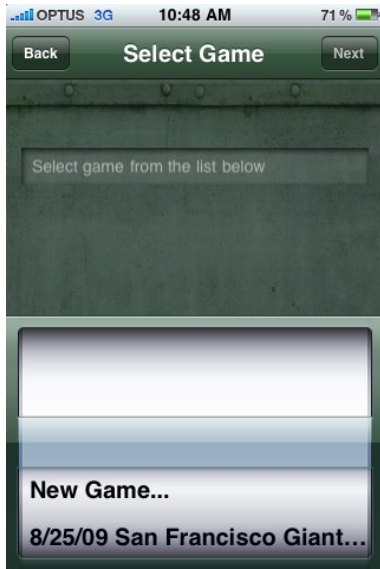 OPTUS 3G 10:48 AM 71 %
Back Select Game Next
Select game from the list below
New Game...
8/25/09 San Francisco Giant...